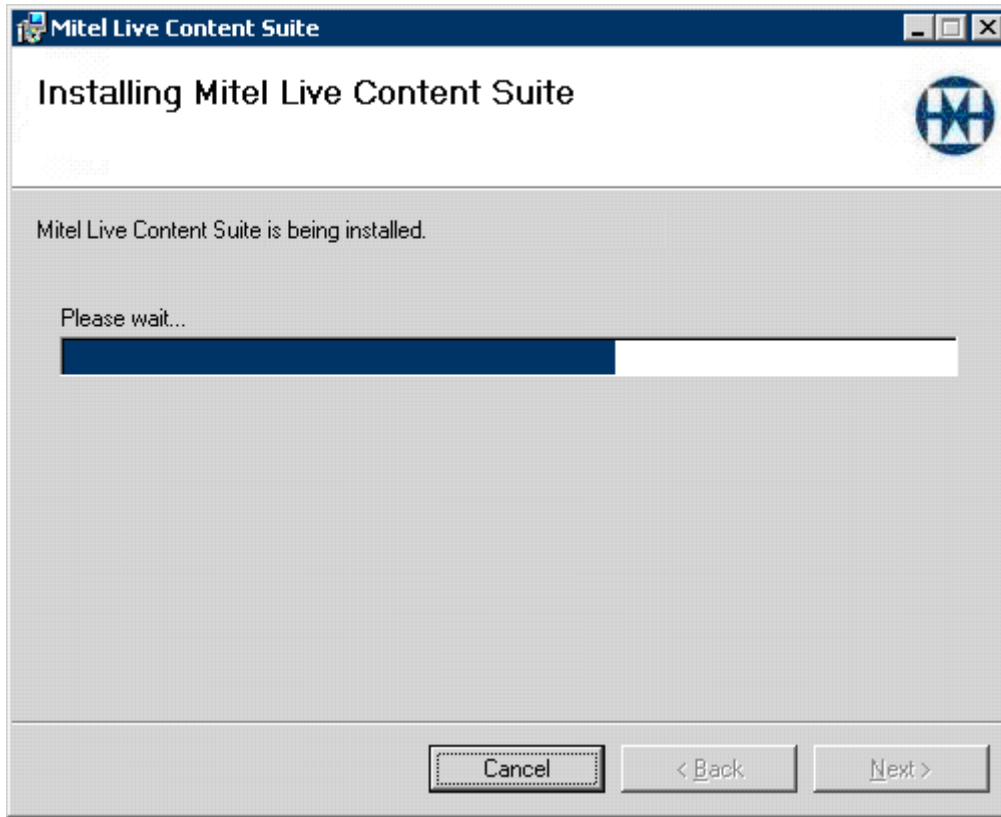 Mitel Live Content Suite
Installing Mitel Live Content Suite
Mitel Live Content Suite is being installed.
Please wait...
Cancel
< Back
Next >